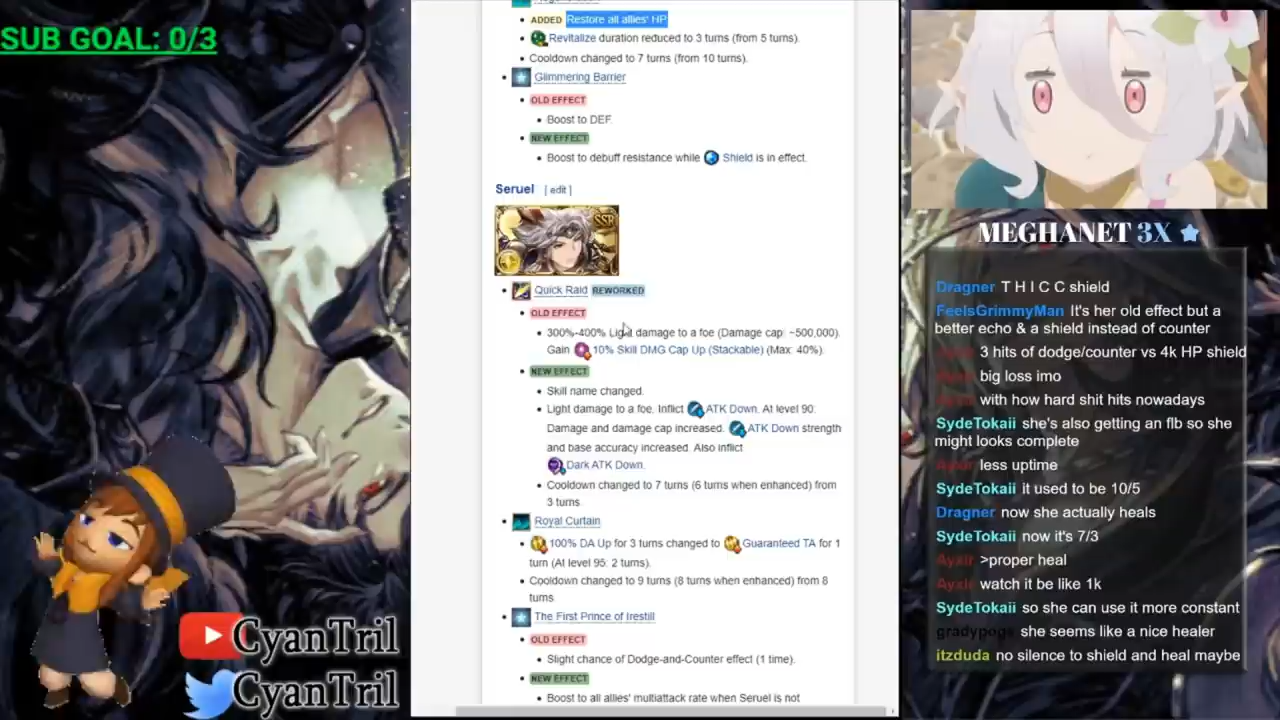 SUB GOAL: 0/3
ADDED Restore all allies' HP
Revitalize duration reduced to 3 turns (from 5 turns).
Cooldown changed to 7 turns (from 10 turns).
Glimmering Barrier
OLD EFFECT
Boost to DEF.
NEW EFFECT
Boost to debuff resistance while Shield is in effect.
Seruel [ edit ]
SSR
Quick Raid REWORKED
OLD EFFECT
300%-400% Light damage to a foe (Damage cap: ~500,000).
Gain 10% Skill DMG Cap Up (Stackable) (Max: 40%).
NEW EFFECT
Skill name changed.
Light damage to a foe. Inflict ATK Down. At level 90:
Damage and damage cap increased. ATK Down strength
and base accuracy increased. Also inflict
Dark ATK Down.
Cooldown changed to 7 turns (6 turns when enhanced) from
3 turns
Royal Curtain
100% DA Up for 3 turns changed to Guaranteed TA for 1
turn (At level 95: 2 turns).
Cooldown changed to 9 turns (8 turns when enhanced) from 8
turns.
The First Prince of Irestill
OLD EFFECT
Slight chance of Dodge-and-Counter effect (1 time).
NEW EFFECT
Boost to all allies' multiattack rate when Seruel is not
CyanTril
CyanTril
MEGHANET 3X
Dragner T H I C C shield
FeelsGrimmyMan It's her old effect but a
better echo & a shield instead of counter
3 hits of dodge/counter vs 4k HP shield
big loss imo
with how hard shit hits nowadays
SydeTokaii she's also getting an flb so she
might looks complete
less uptime
SydeTokaii it used to be 10/5
Dragner now she actually heals
SydeTokaii now it's 7/3
>proper heal
watch it be like 1k
SydeTokaii so she can use it more constant
she seems like a nice healer
itzduda no silence to shield and heal maybe